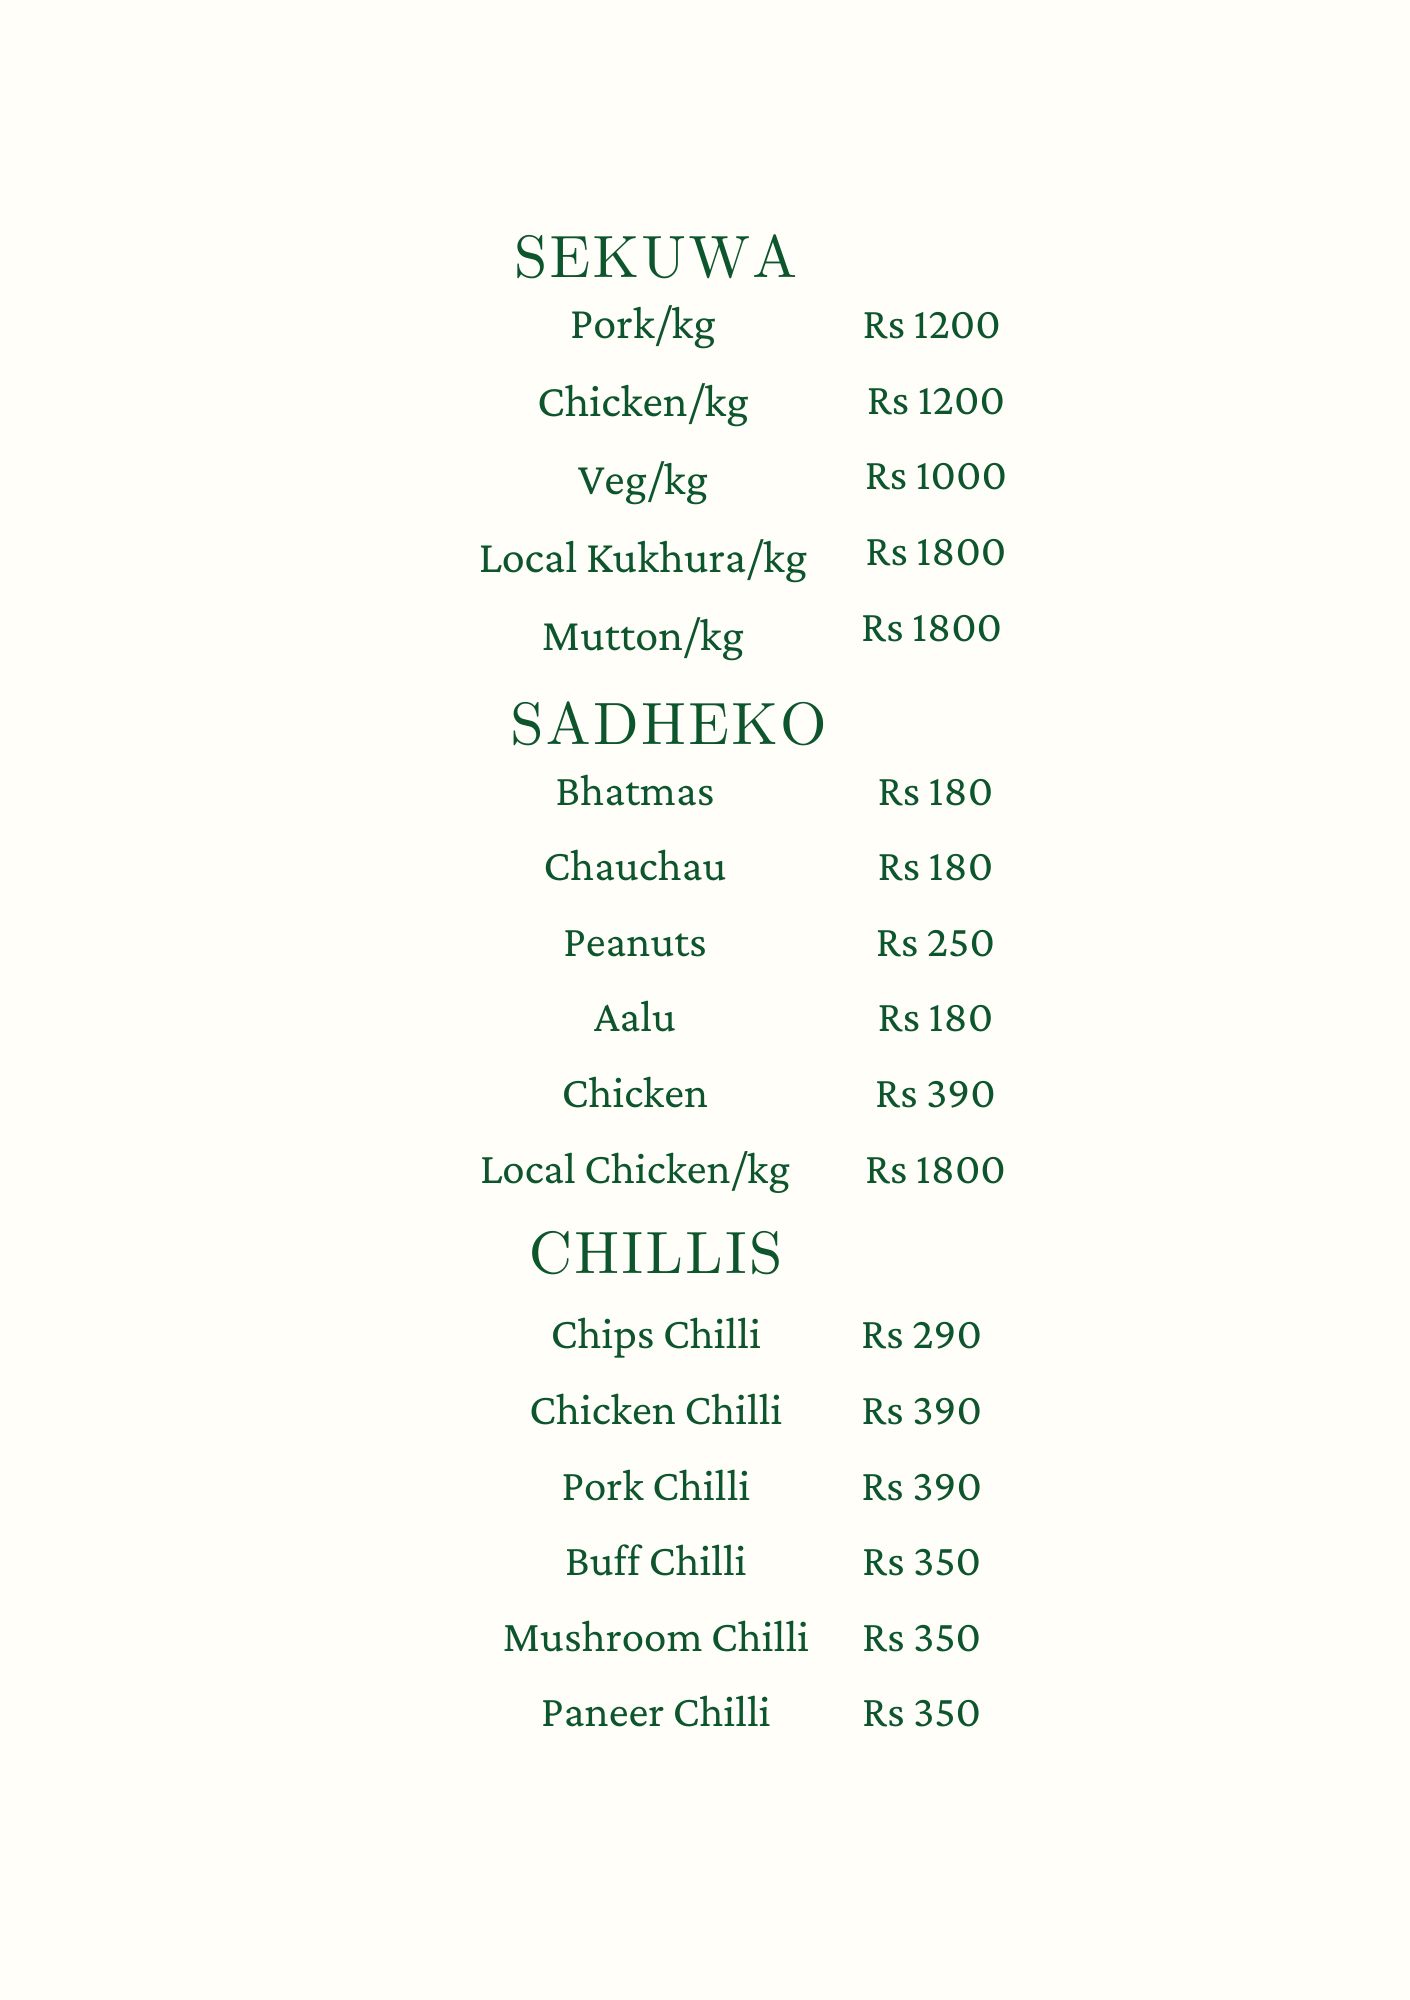 SEKUWA
Pork/kg Rs 1200
Chicken/kg Rs 1200
Veg/kg Rs 1000
Local Kukhura/kg Rs 1800
Mutton/kg Rs 1800
SADHEKO
Bhatmas Rs 180
Chauchau Rs 180
Peanuts Rs 250
Aalu Rs 180
Chicken Rs 390
Local Chicken/kg Rs 1800
CHILLIS
Chips Chilli Rs 290
Chicken Chilli Rs 390
Pork Chilli Rs 390
Buff Chilli Rs 350
Mushroom Chilli Rs 350
Paneer Chilli Rs 350